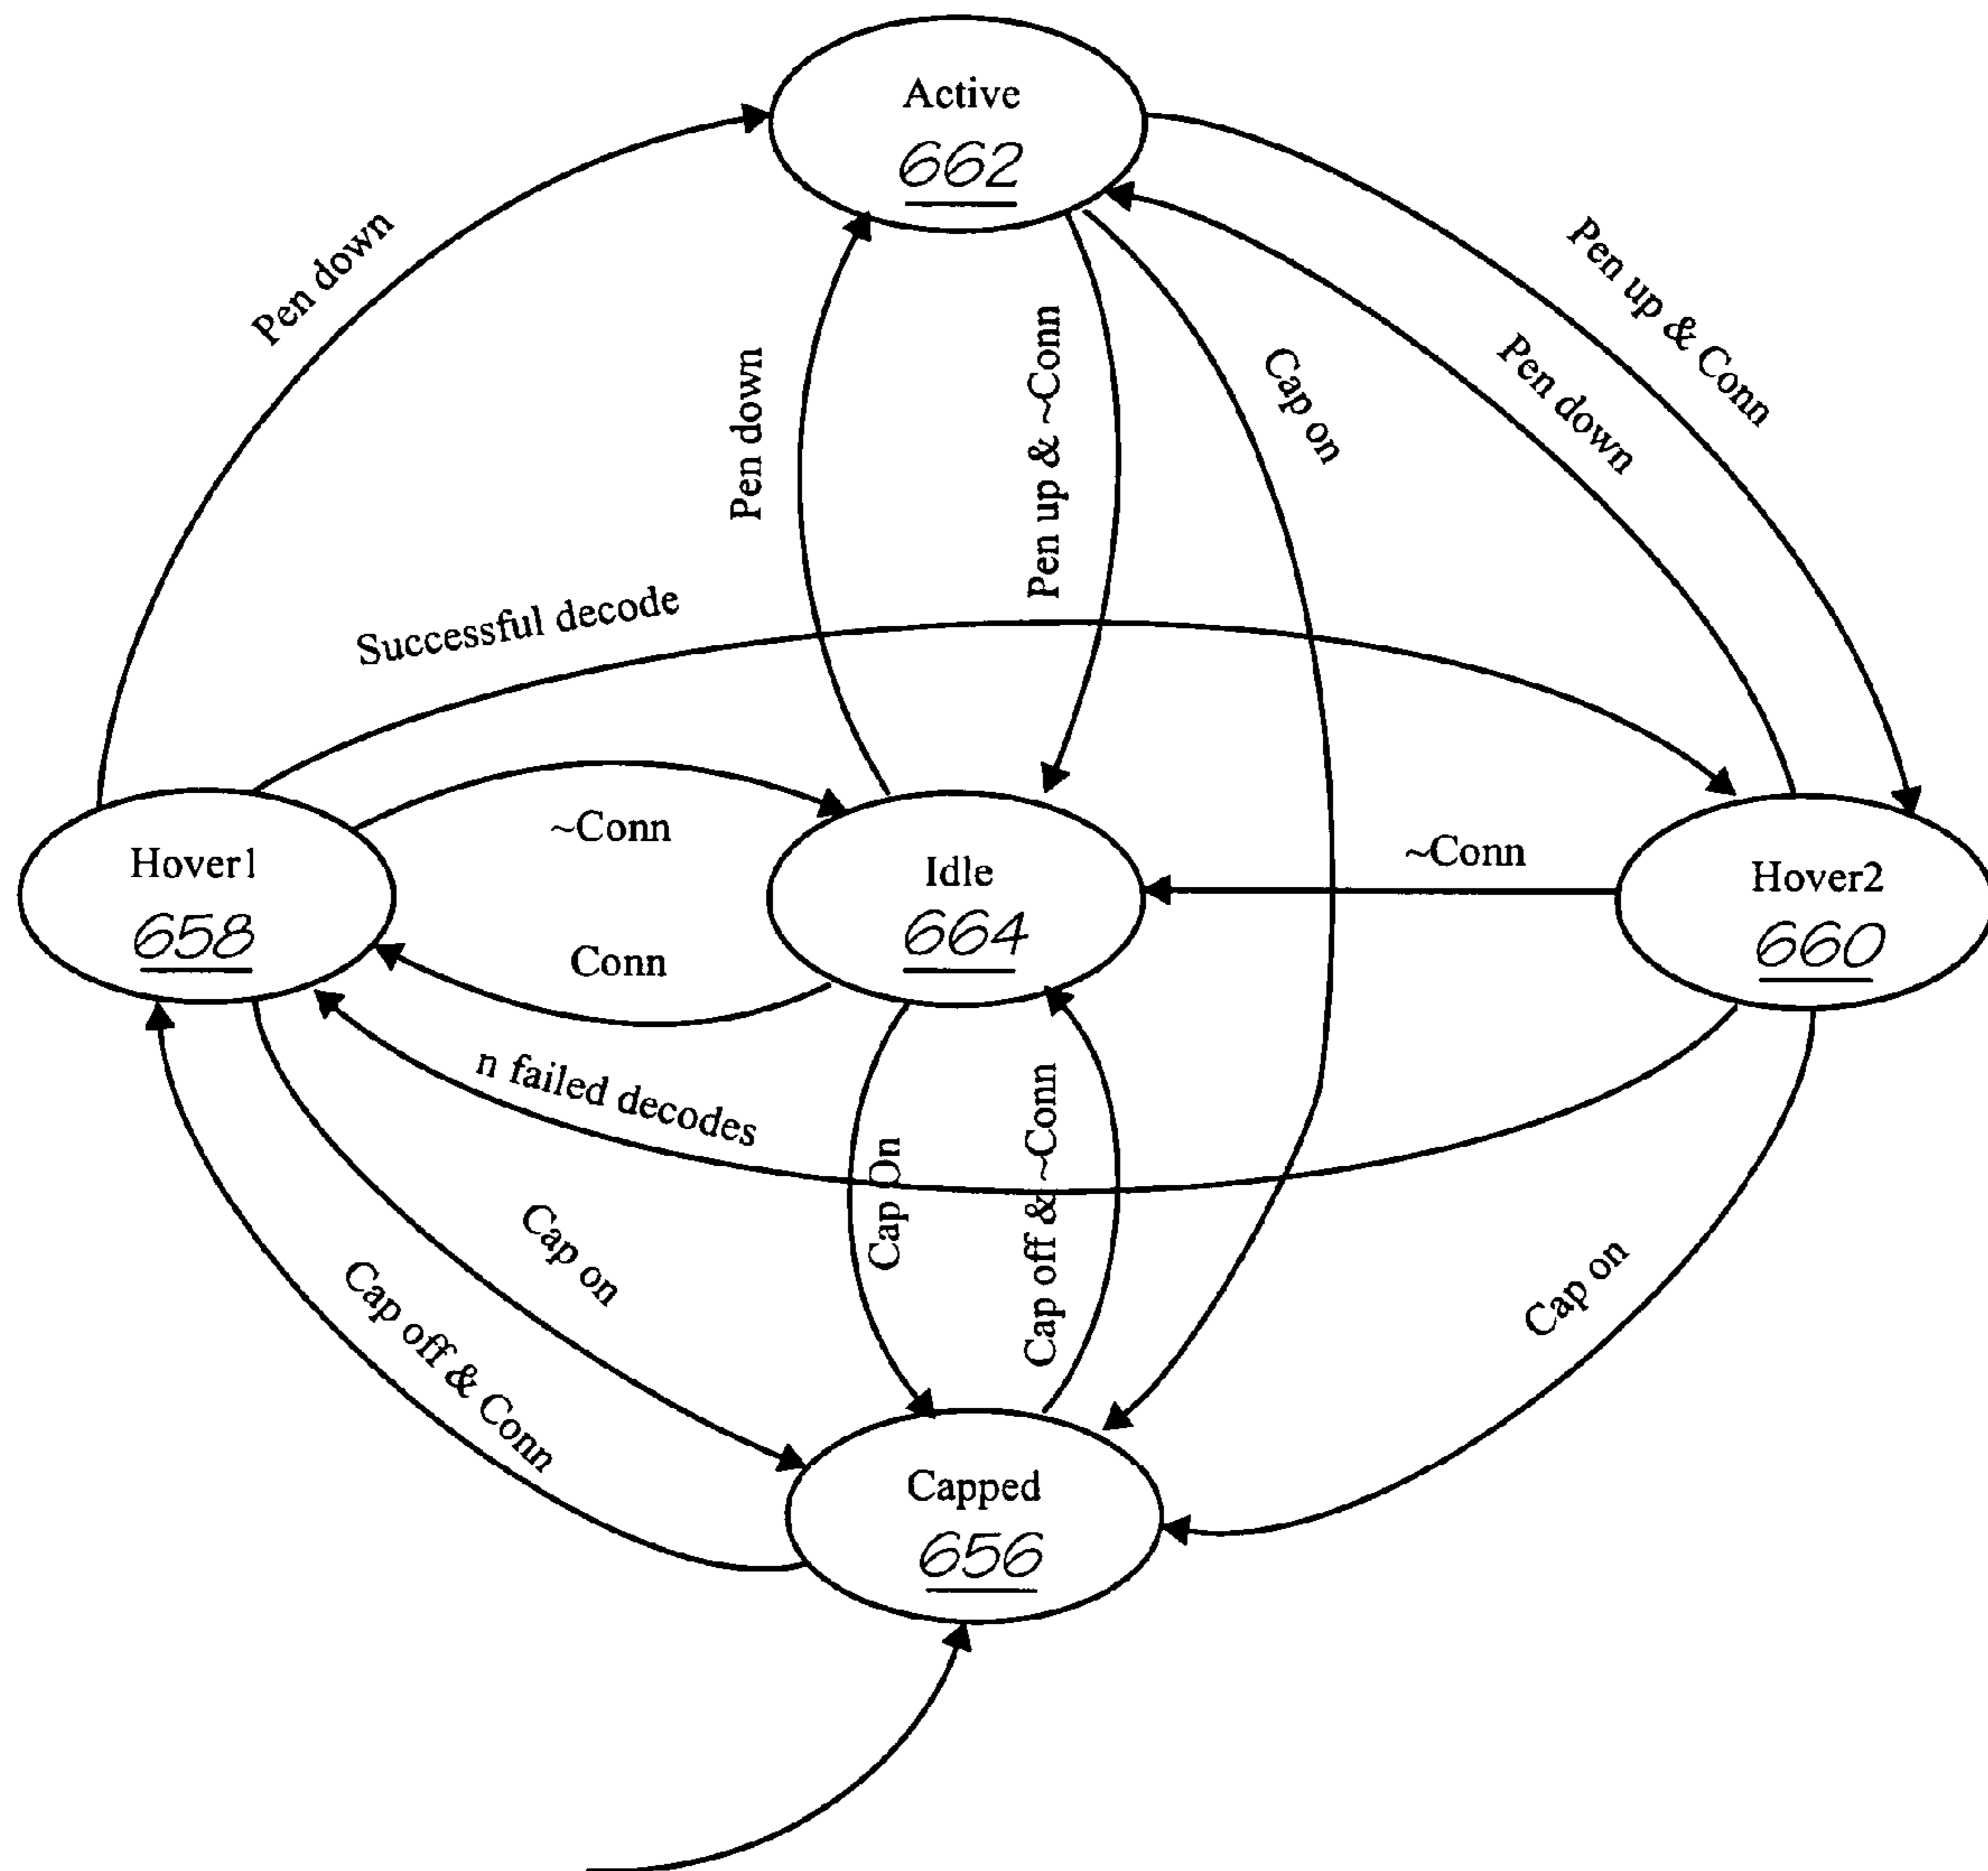 Active
662
Pen down
Pen up & Conn
Pen down
Pen down
Pen up & ~Conn
Cap on
Successful decode
~Conn
~Conn
Hover1
658
Idle
664
Hover2
660
Conn
n failed decodes
Cap On
Cap off & ~Conn
Cap on
Cap on
Cap off & Conn
Capped
656